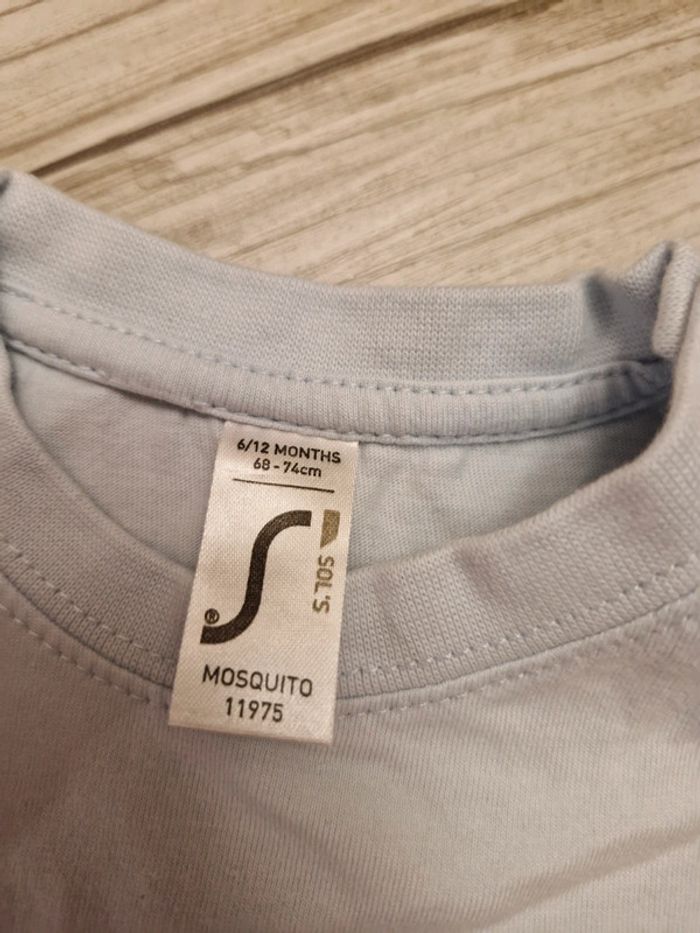 6/12 MONTHS
68 - 74cm
SOL'S
®
MOSQUITO
11975